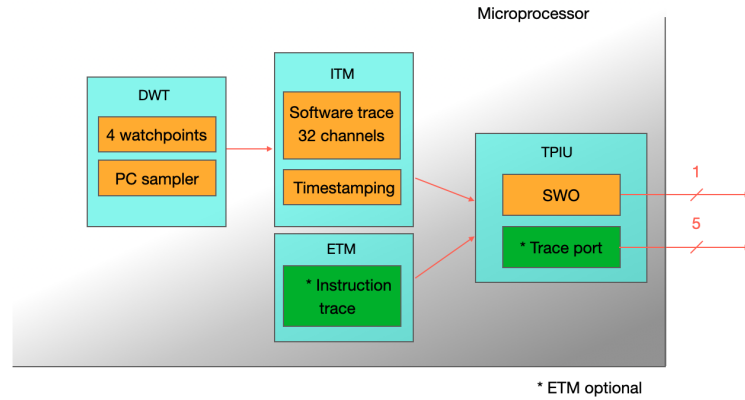 Microprocessor
DWT
4 watchpoints
PC sampler
ITM
Software trace
32 channels
Timestamping
ETM
* Instruction
trace
TPIU
SWO
* Trace port
1
5
* ETM optional